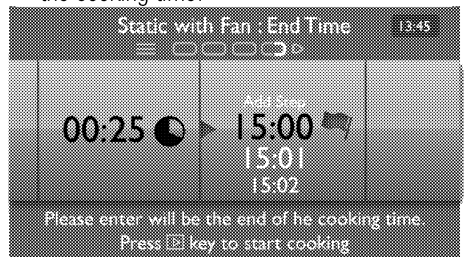 the cooking time.
Static with Fan : End Time 13:45
Add Step
00:25 15:00
15:01
15:02
Please enter will be the end of he cooking time.
Press key to start cooking